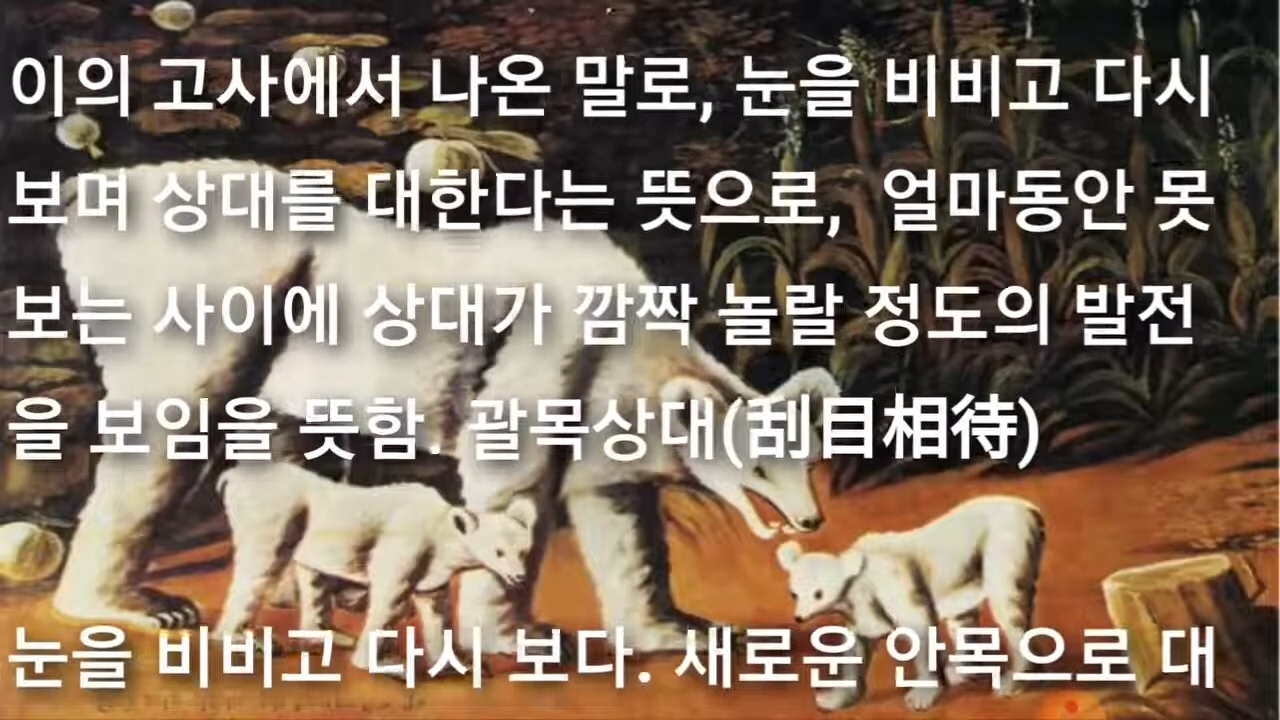 이의 고사에서 나온 말로, 눈을 비비고 다시
보며 상대를 대한다는 뜻으로, 얼마동안 못
보는 사이에 상대가 깜짝 놀랄 정도의 발전
을 보임을 뜻함. 괄목상대(刮目相待)
눈을 비비고 다시 보다. 새로운 안목으로 대